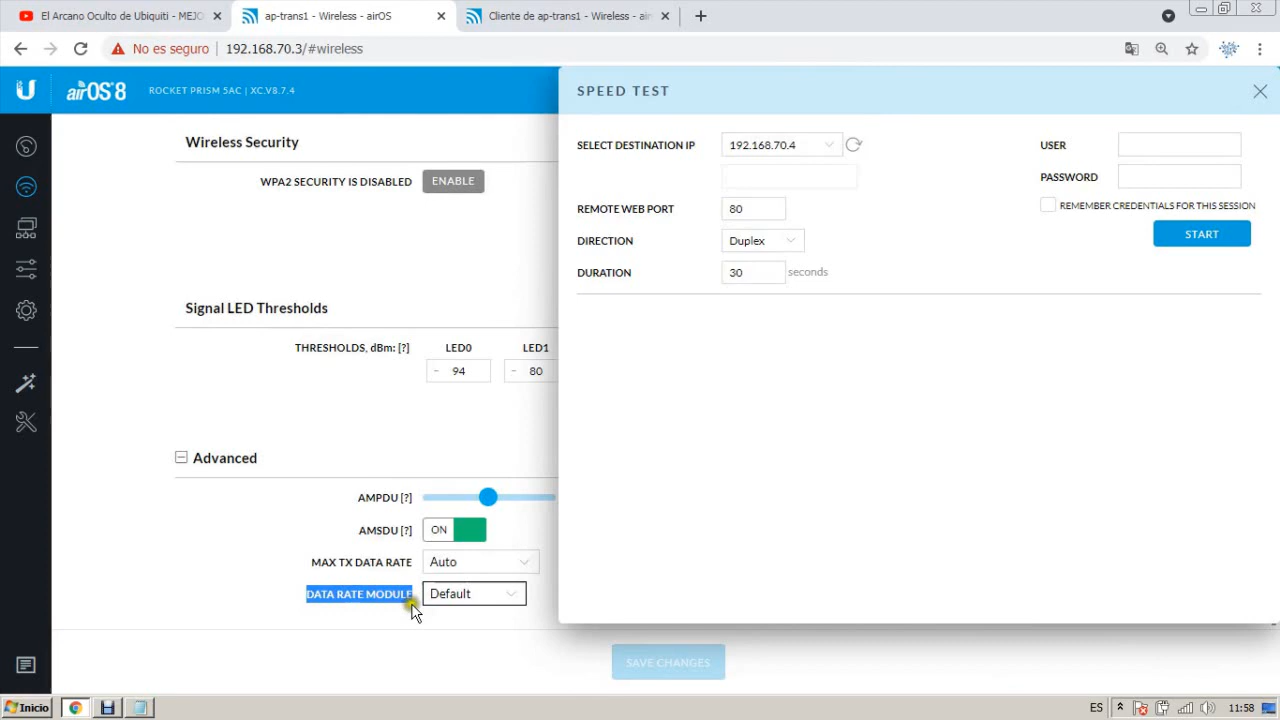 El Arcano Oculto de Ubiquiti - MEJO
ap-trans1 - Wireless - airOS
Cliente de ap-trans1 - Wireless - air
No es seguro
192.168.70.3/#wireless
airOS 8
ROCKET PRISM 5AC | XC.V8.7.4
Wireless Security
WPA2 SECURITY IS DISABLED
ENABLE
Signal LED Thresholds
THRESHOLDS, dBm: [?]
LED0
LED1
- 94
- 80
Advanced
AMPDU [?]
AMSDU [?]
ON
MAX TX DATA RATE
Auto
DATA RATE MODULE
Default
SAVE CHANGES
SPEED TEST
SELECT DESTINATION IP
192.168.70.4
REMOTE WEB PORT
80
DIRECTION
Duplex
DURATION
30
seconds
USER
PASSWORD
REMEMBER CREDENTIALS FOR THIS SESSION
START
Inicio
ES
11:58